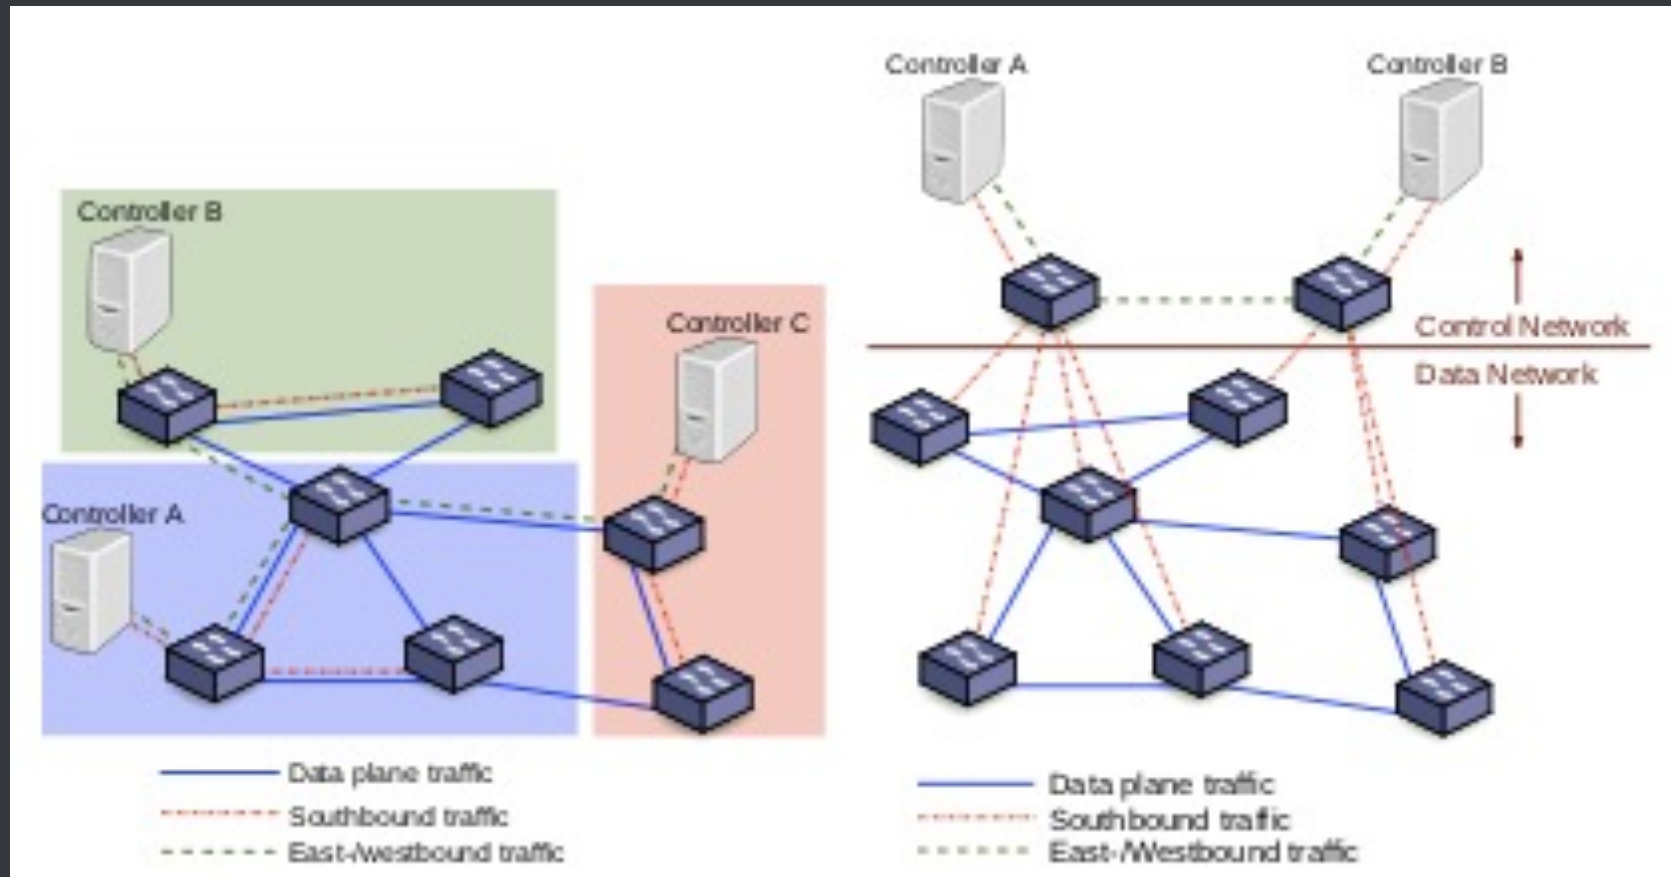 Controller B
Controller C
Controller A
Data plane traffic
Southbound traffic
East-/westbound traffic
Controller A
Controller B
Control Network
Data Network
Data plane traffic
Southbound traffic
East-/Westbound traffic